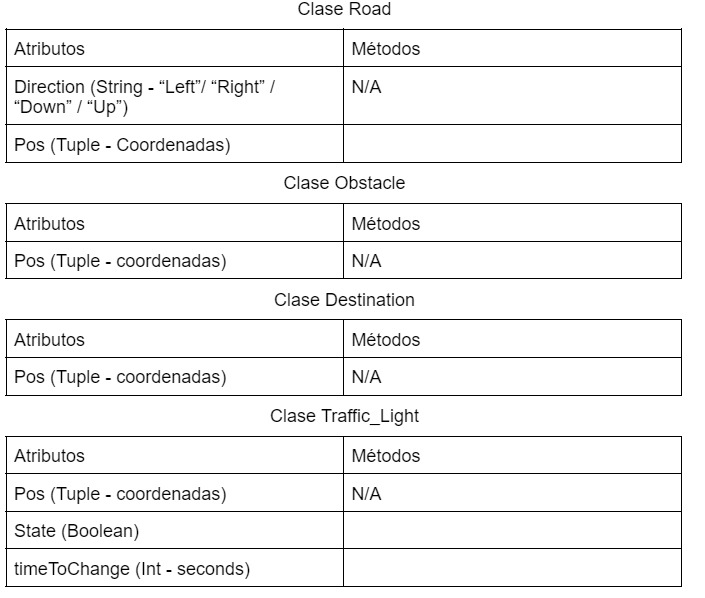 Clase Road
Atributos Métodos
Direction (String - “Left”/ “Right” / N/A
“Down” / “Up”)
Pos (Tuple - Coordenadas)
Clase Obstacle
Atributos Métodos
Pos (Tuple - coordenadas) N/A
Clase Destination
Atributos Métodos
Pos (Tuple - coordenadas) N/A
Clase Traffic_Light
Atributos Métodos
Pos (Tuple - coordenadas) N/A
State (Boolean)
timeToChange (Int - seconds)